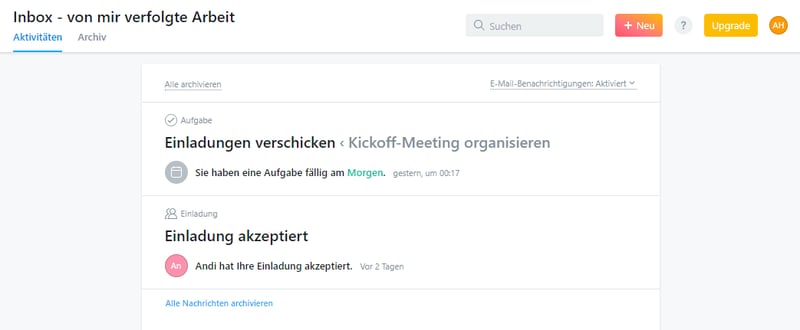 Inbox - von mir verfolgte Arbeit
Aktivitäten Archiv
Suchen
+ Neu
?
Upgrade
AH
Alle archivieren
E-Mail-Benachrichtigungen: Aktiviert
Aufgabe
Einladungen verschicken ‹ Kickoff-Meeting organisieren
Sie haben eine Aufgabe fällig am Morgen. gestern, um 00:17
Einladung
Einladung akzeptiert
An
Andi hat Ihre Einladung akzeptiert. Vor 2 Tagen
Alle Nachrichten archivieren